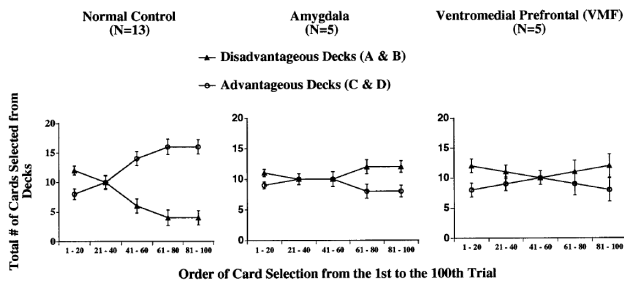 Normal Control
(N=13)
Amygdala
(N=5)
Ventromedial Prefrontal (VMF)
(N=5)
Disadvantageous Decks (A & B)
Advantageous Decks (C & D)
Total # of Cards Selected from
Decks
20
15
10
5
0
1 - 20 21 - 40 41 - 60 61 - 80 81 - 100
20
15
10
5
0
1 - 20 21 - 40 41 - 60 61 - 80 81 - 100
20
15
10
5
0
1 - 20 21 - 40 41 - 60 61 - 80 81 - 100
Order of Card Selection from the 1st to the 100th Trial